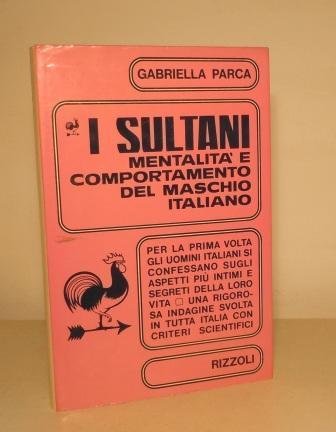 GABRIELLA PARCA
I SULTANI
MENTALITA' E
COMPORTAMENTO
DEL MASCHIO
ITALIANO
PER LA PRIMA VOLTA
GLI UOMINI ITALIANI SI
CONFESSANO SUGLI
ASPETTI PIÙ INTIMI E
SEGRETI DELLA LORO
VITA □ UNA RIGORO-
SA INDAGINE SVOLTA
IN TUTTA ITALIA CON
CRITERI SCIENTIFICI
RIZZOLI